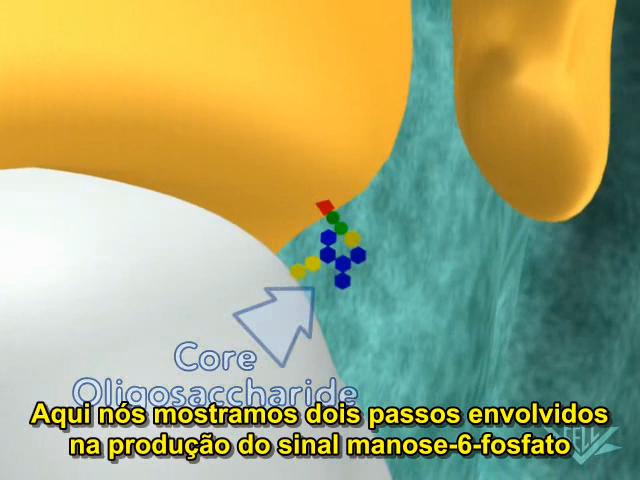 Core
Oligosaccharide
Aqui nós mostramos dois passos envolvidos
na produção do sinal manose-6-fosfato